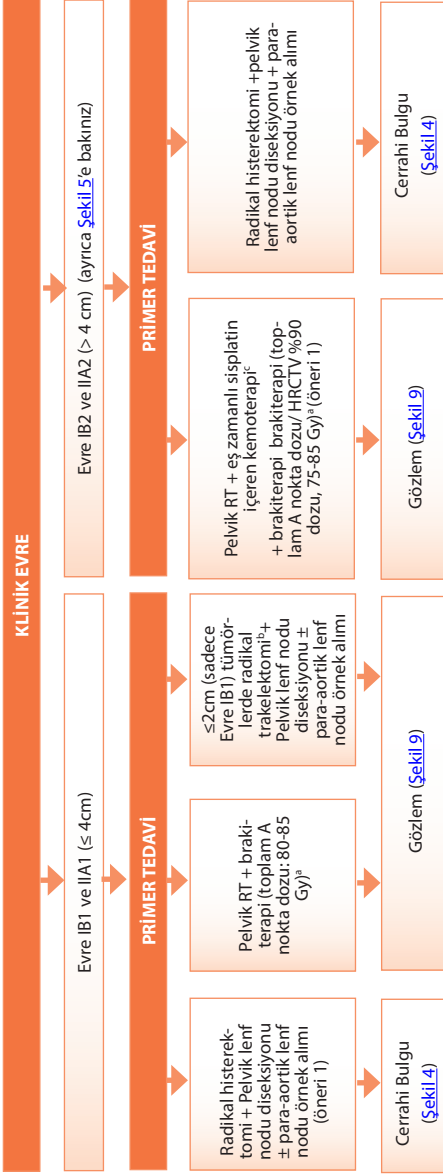 KLİNİK EVRE
Evre IB1 ve IIA1 (≤ 4cm)
Evre IB2 ve IIA2 (> 4 cm) (ayrıca Şekil 5'e bakınız)
PRİMER TEDAVİ
PRİMER TEDAVİ
Radikal histerek-
tomi + Pelvik lenf
nodu diseksiyonu
± para-aortik lenf
nodu örnek alımı
(öneri 1)
Pelvik RT + braki-
terapi (toplam A
nokta dozu: 80-85
Gy)ᵃ
≤2cm (sadece
Evre IB1) tümör-
lerde radikal
trakelektomiᵇ+
Pelvik lenf nodu
diseksiyonu ±
para-aortik lenf
nodu örnek alımı
Pelvik RT + eş zamanlı sisplatin
içeren kemoterapiᶜ
+ brakiterapi brakiterapi (top-
lam A nokta dozu/ HRCTV %90
dozu, 75-85 Gy)ᵃ (öneri 1)
Radikal histerektomi +pelvik
lenf nodu diseksiyonu + para-
aortik lenf nodu örnek alımı
Cerrahi Bulgu
(Şekil 4)
Gözlem (Şekil 9)
Gözlem (Şekil 9)
Cerrahi Bulgu
(Şekil 4)